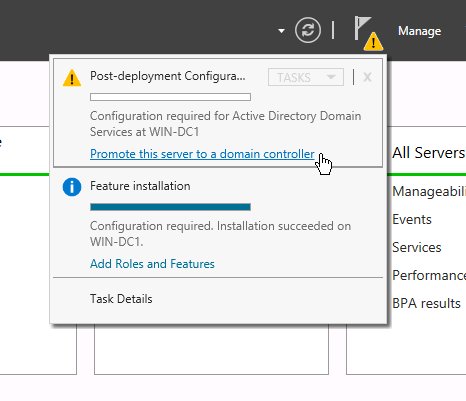 Manage
Post-deployment Configura...
TASKS
X
Configuration required for Active Directory Domain
Services at WIN-DC1
Promote this server to a domain controller
Feature installation
Configuration required. Installation succeeded on
WIN-DC1.
Add Roles and Features
Task Details
All Servers
Manageabil
Events
Services
Performance
BPA results